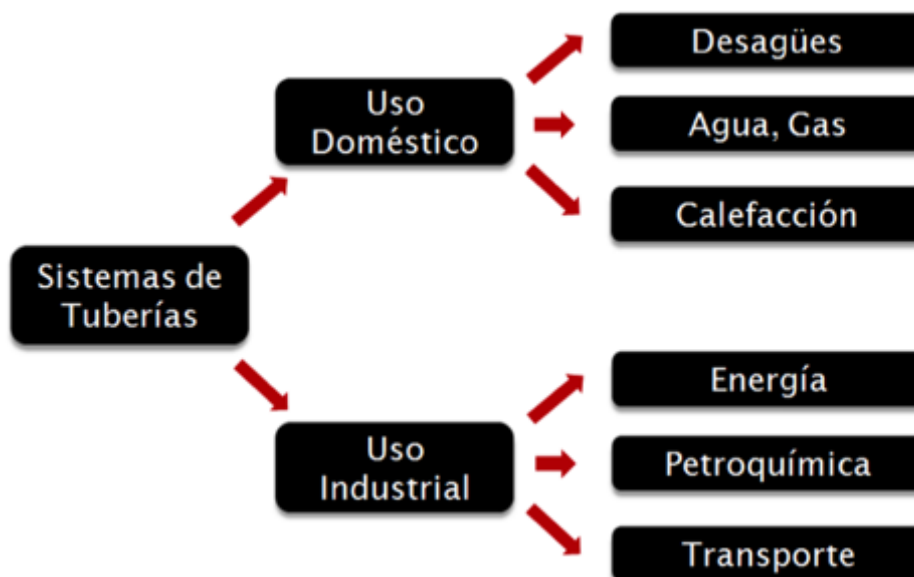 Sistemas de
Tuberías
Uso
Doméstico
Desagües
Agua, Gas
Calefacción
Uso
Industrial
Energía
Petroquímica
Transporte